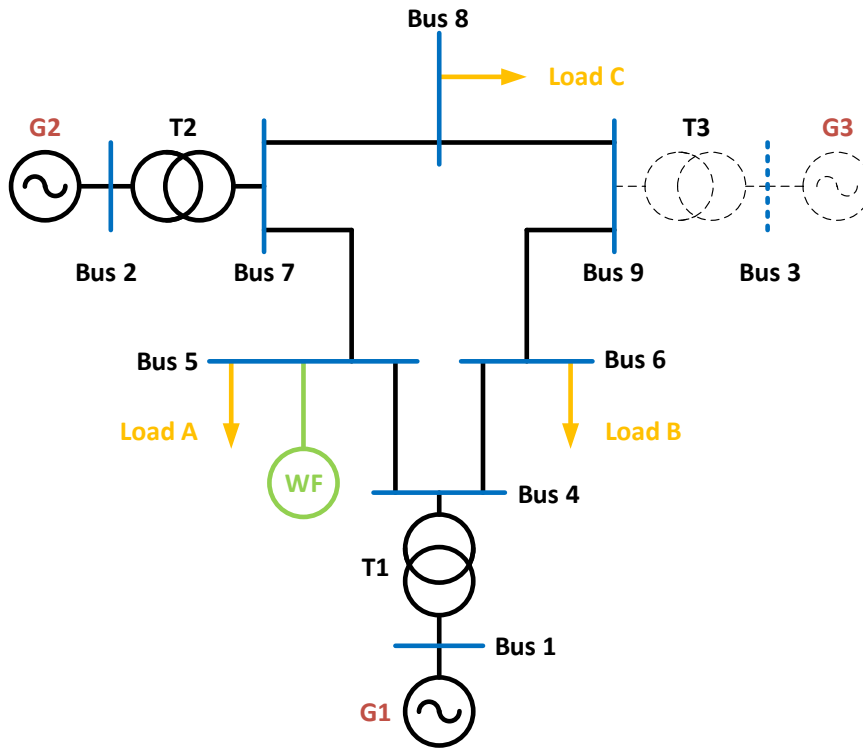 Bus 8
Load C
G2
T2
T3
G3
Bus 2
Bus 7
Bus 9
Bus 3
Bus 5
Bus 6
Load A
Load B
WF
Bus 4
T1
Bus 1
G1